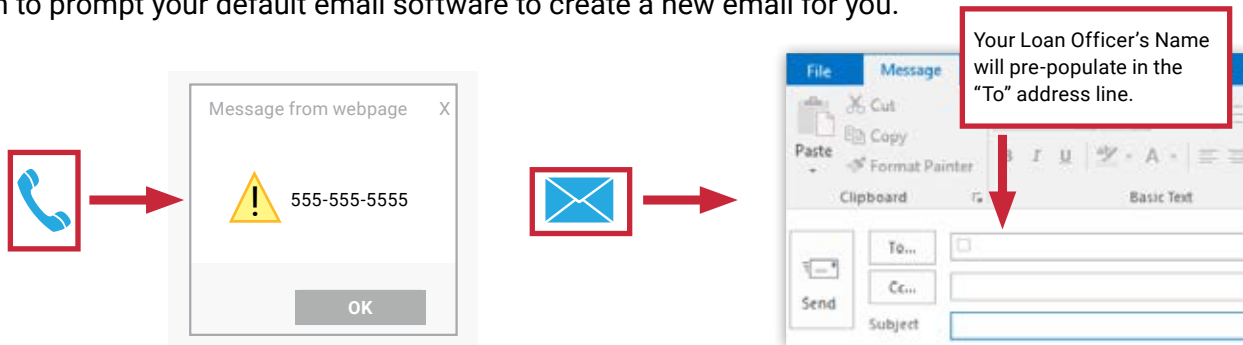 to prompt your default email software to create a new email for you.
Message from webpage X
555-555-5555
OK
Your Loan Officer's Name
will pre-populate in the
"To" address line.
File Message
Cut
Copy
Paste
Format Painter
B I U A
Clipboard Basic Text
To...
Cc...
Send
Subject